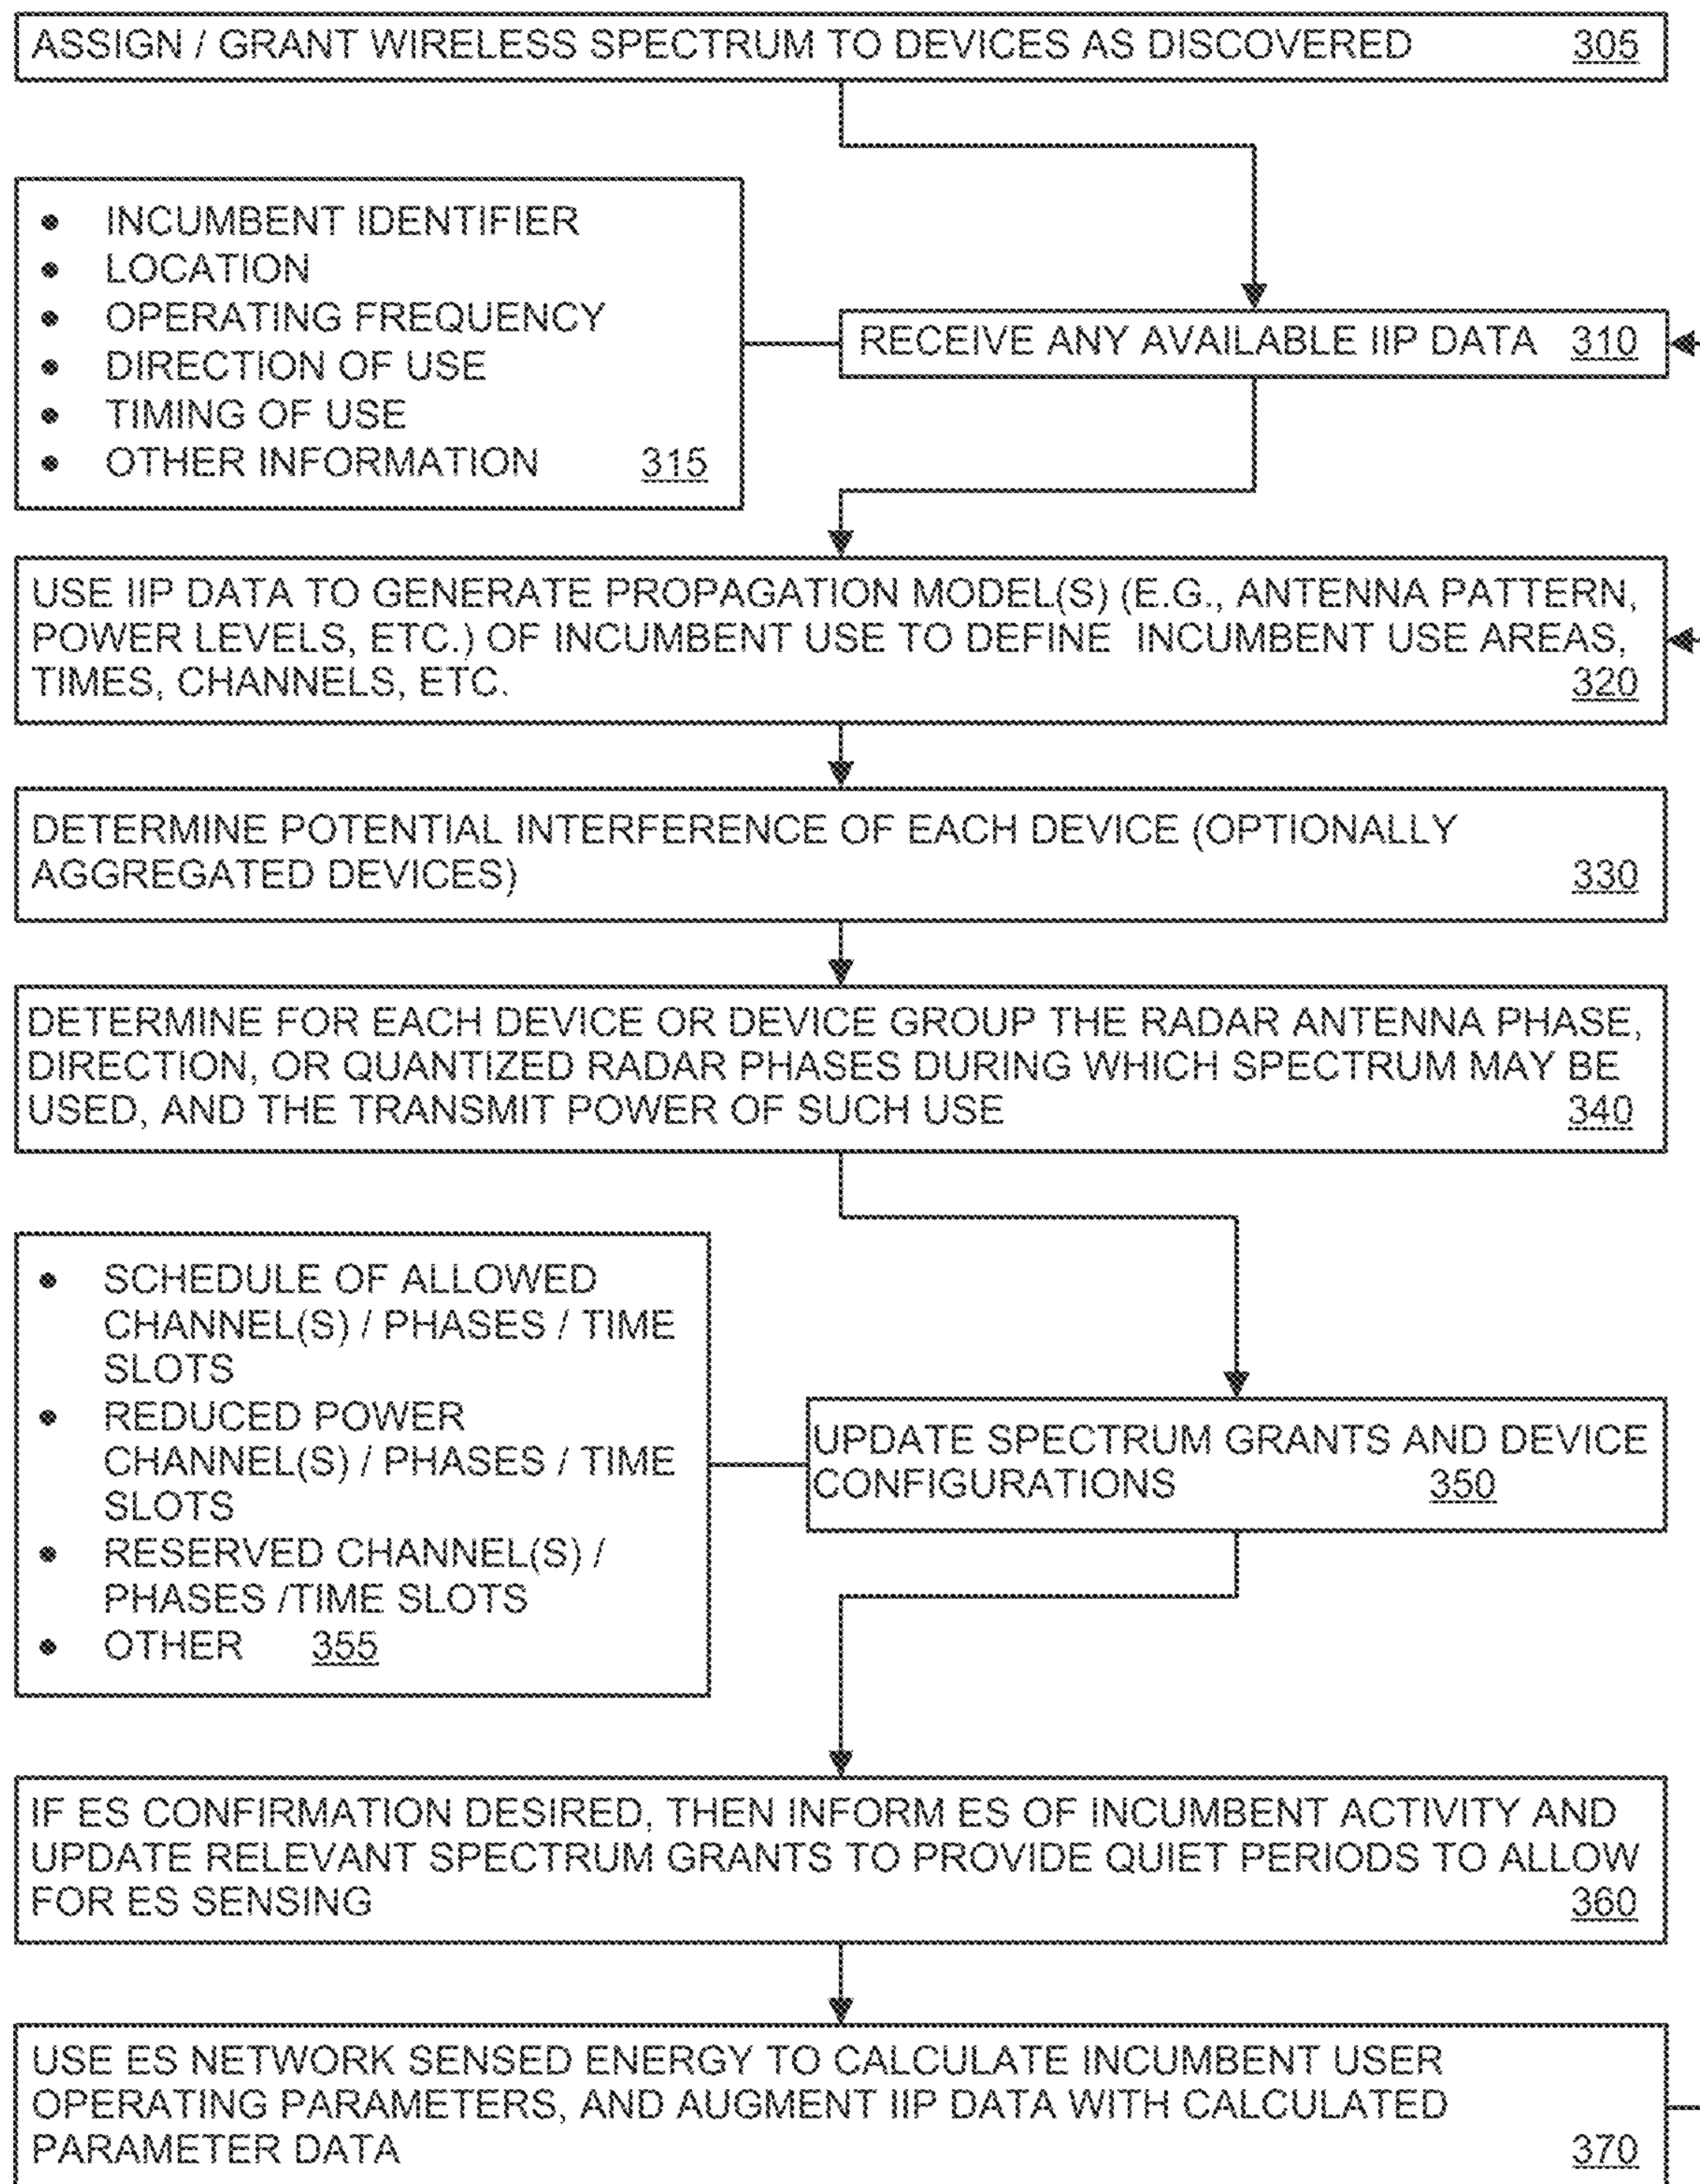 ASSIGN / GRANT WIRELESS SPECTRUM TO DEVICES AS DISCOVERED 305
• INCUMBENT IDENTIFIER
• LOCATION
• OPERATING FREQUENCY
• DIRECTION OF USE
• TIMING OF USE
• OTHER INFORMATION 315
RECEIVE ANY AVAILABLE IIP DATA 310
USE IIP DATA TO GENERATE PROPAGATION MODEL(S) (E.G., ANTENNA PATTERN,
POWER LEVELS, ETC.) OF INCUMBENT USE TO DEFINE INCUMBENT USE AREAS,
TIMES, CHANNELS, ETC. 320
DETERMINE POTENTIAL INTERFERENCE OF EACH DEVICE (OPTIONALLY
AGGREGATED DEVICES) 330
DETERMINE FOR EACH DEVICE OR DEVICE GROUP THE RADAR ANTENNA PHASE,
DIRECTION, OR QUANTIZED RADAR PHASES DURING WHICH SPECTRUM MAY BE
USED, AND THE TRANSMIT POWER OF SUCH USE 340
• SCHEDULE OF ALLOWED
CHANNEL(S) / PHASES / TIME
SLOTS
• REDUCED POWER
CHANNEL(S) / PHASES / TIME
SLOTS
• RESERVED CHANNEL(S) /
PHASES /TIME SLOTS
• OTHER 355
UPDATE SPECTRUM GRANTS AND DEVICE
CONFIGURATIONS 350
IF ES CONFIRMATION DESIRED, THEN INFORM ES OF INCUMBENT ACTIVITY AND
UPDATE RELEVANT SPECTRUM GRANTS TO PROVIDE QUIET PERIODS TO ALLOW
FOR ES SENSING 360
USE ES NETWORK SENSED ENERGY TO CALCULATE INCUMBENT USER
OPERATING PARAMETERS, AND AUGMENT IIP DATA WITH CALCULATED
PARAMETER DATA 370